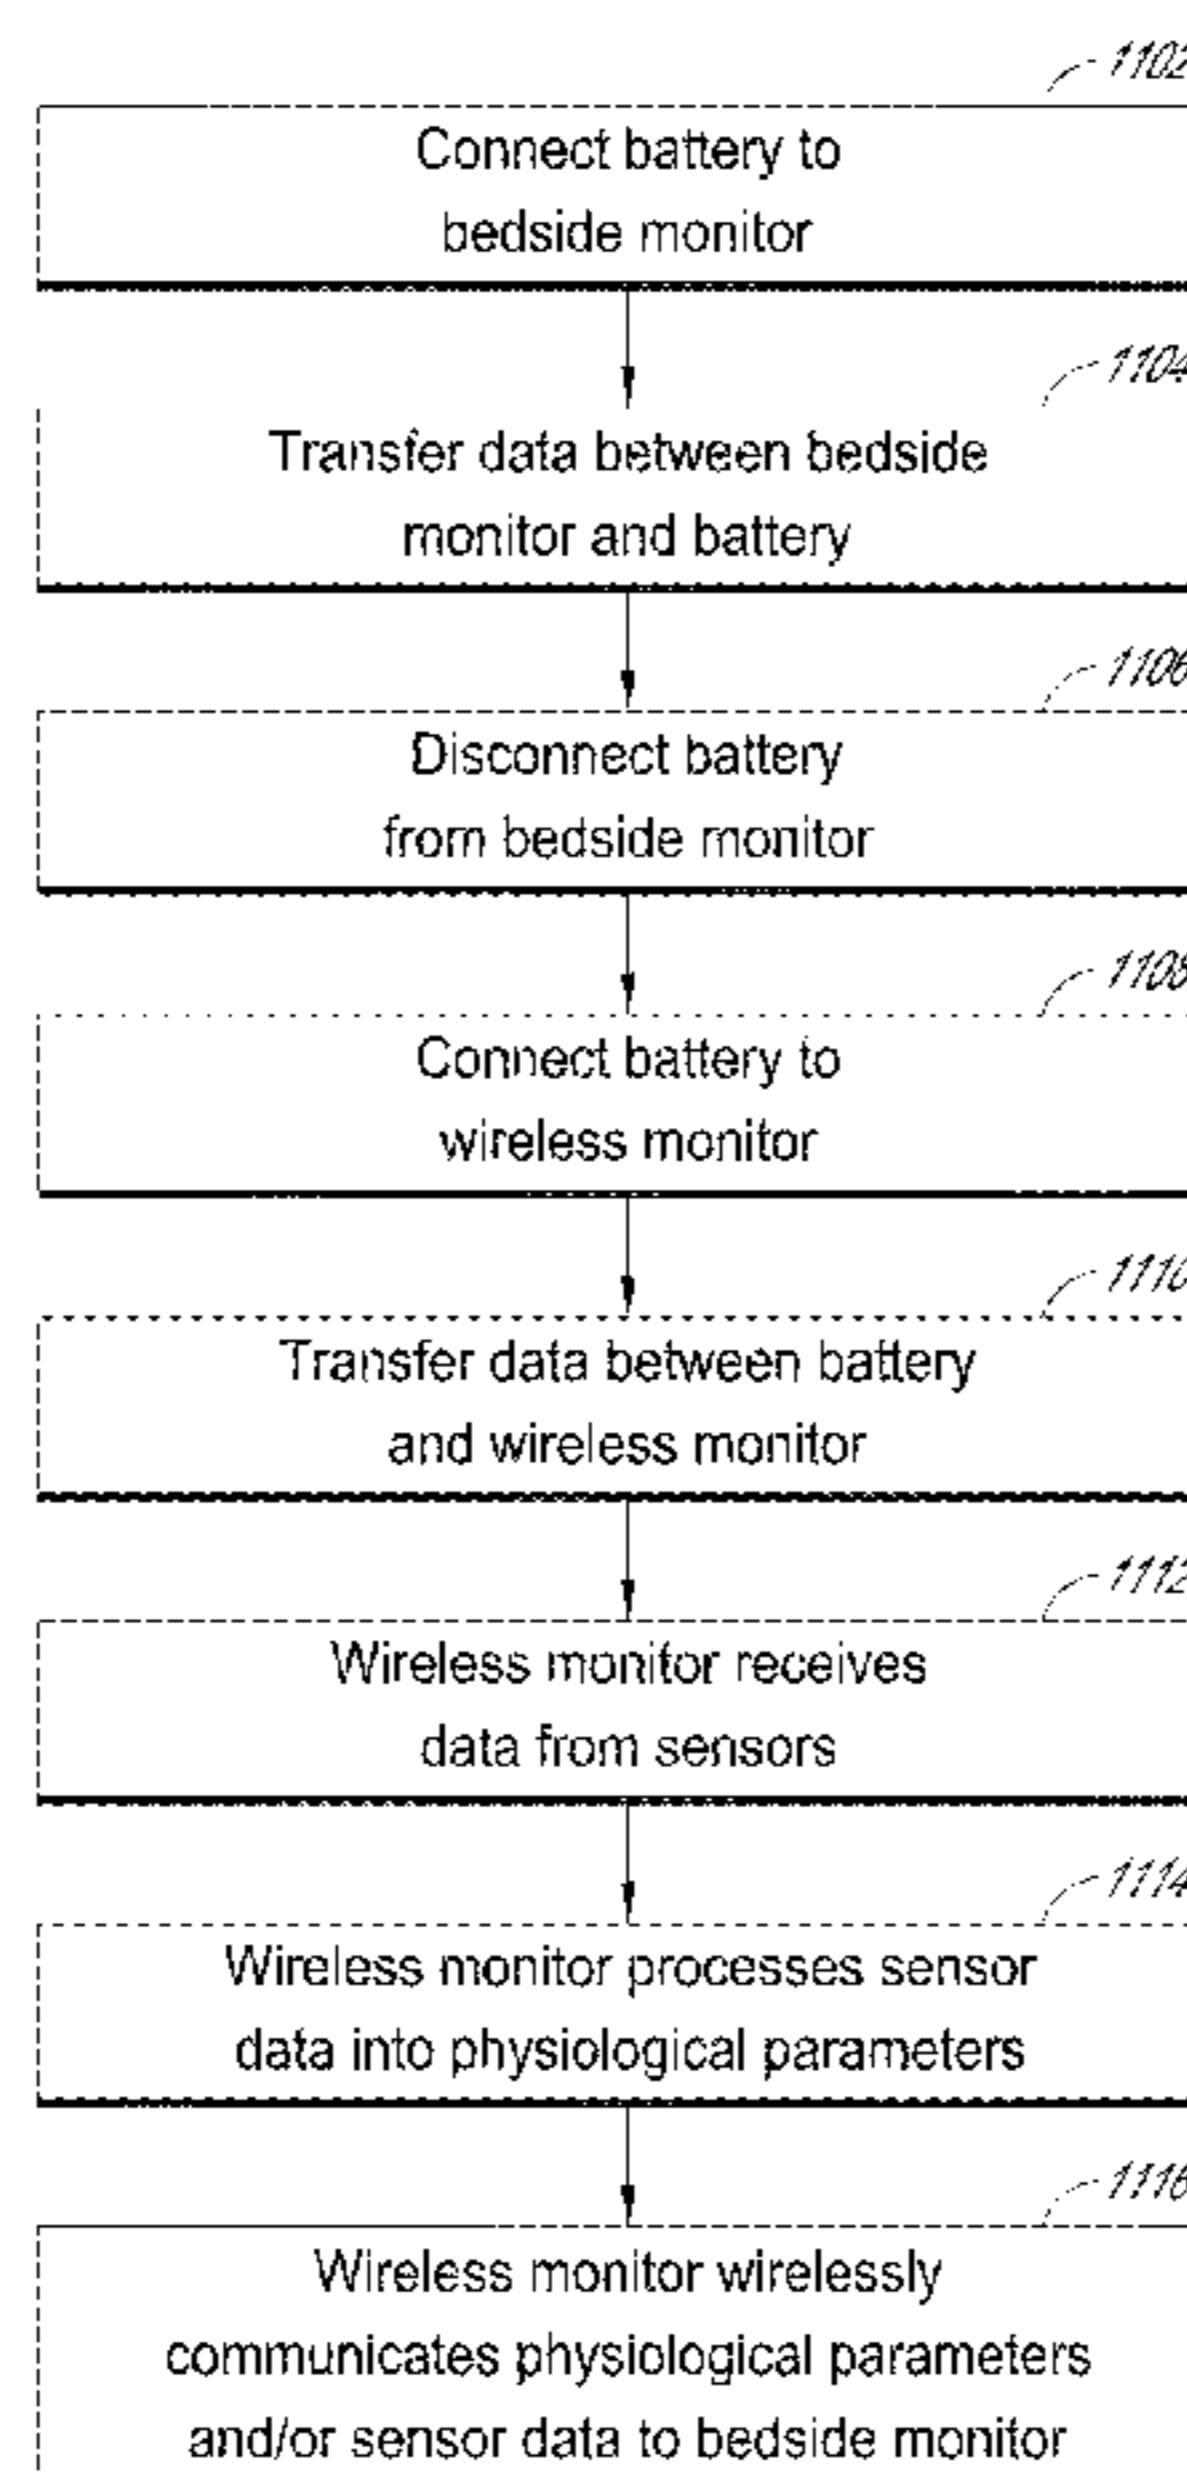 1102
Connect battery to
bedside monitor
1104
Transfer data between bedside
monitor and battery
1106
Disconnect battery
from bedside monitor
1108
Connect battery to
wireless monitor
1110
Transfer data between battery
and wireless monitor
1112
Wireless monitor receives
data from sensors
1114
Wireless monitor processes sensor
data into physiological parameters
1116
Wireless monitor wirelessly
communicates physiological parameters
and/or sensor data to bedside monitor